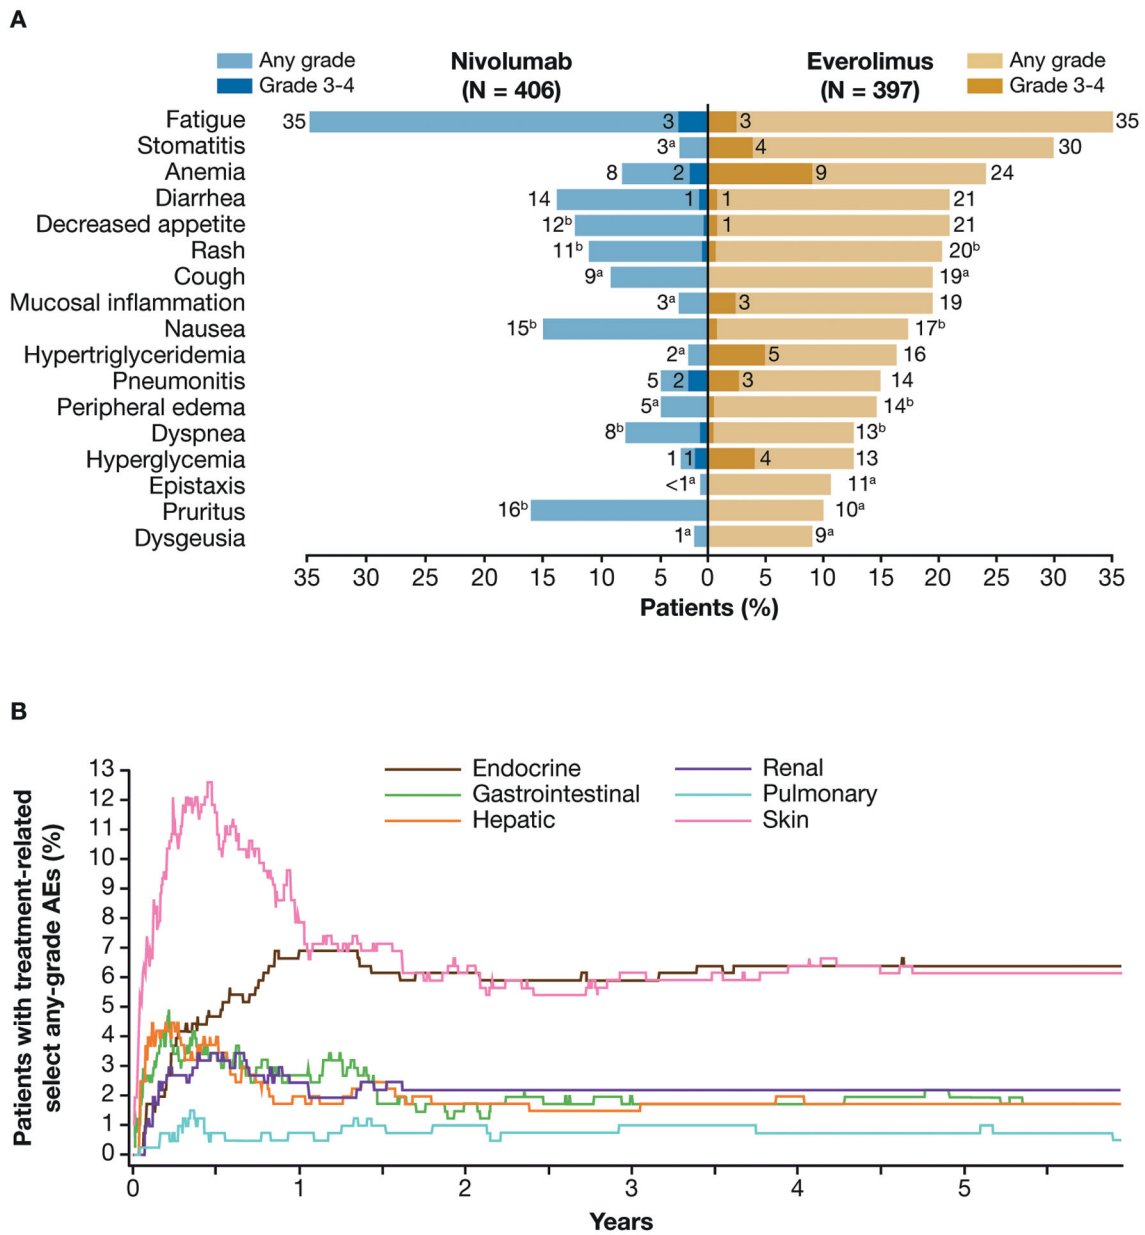 A
Any grade
Grade 3-4
Nivolumab
(N = 406)
Everolimus
(N = 397)
Any grade
Grade 3-4
Fatigue 35 3 3 35
Stomatitis 3ᵃ 4 30
Anemia 8 2 9 24
Diarrhea 14 1 1 21
Decreased appetite 12ᵇ 1 21
Rash 11ᵇ 20ᵇ
Cough 9ᵃ 19ᵃ
Mucosal inflammation 3ᵃ 3 19
Nausea 15ᵇ 17ᵇ
Hypertriglyceridemia 2ᵃ 5 16
Pneumonitis 5 2 3 14
Peripheral edema 5ᵃ 14ᵇ
Dyspnea 8ᵇ 13ᵇ
Hyperglycemia 1 1 4 13
Epistaxis <1ᵃ 11ᵃ
Pruritus 16ᵇ 10ᵃ
Dysgeusia 1ᵃ 9ᵃ
35 30 25 20 15 10 5 0 5 10 15 20 25 30 35
Patients (%)
B
Patients with treatment-related
select any-grade AEs (%)
13
12
11
10
9
8
7
6
5
4
3
2
1
0
Endocrine
Gastrointestinal
Hepatic
Renal
Pulmonary
Skin
0 1 2 3 4 5
Years